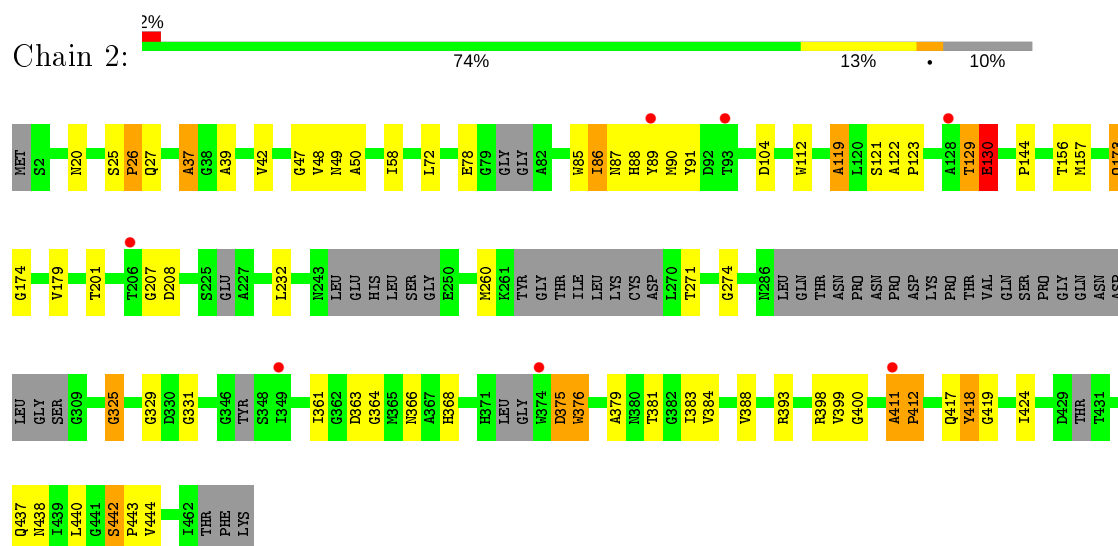 2%
Chain 2:
74% 13% • 10%
MET S2 N20 S25 P26 Q27 A37 G38 A39 V42 G47 V48 N49 A50 I58 L72 E78 G79 GLY GLY A82 W85 I86 N87 H88 Y89 M90 Y91 D92 T93 D104 W112 A119 L120 S121 A122 P123 A128 T129 E130 P144 T156 M157 Q173
G174 V179 T201 T206 G207 D208 S225 GLU A227 L232 N243 LEU GLU HIS LEU SER GLY E250 M260 K261 TYR GLY THR ILE LEU LYS CYS ASP L270 T271 G274 N286 LEU GLN THR ASN PRO ASN PRO ASP LYS PRO THR VAL GLN SER PRO GLY GLN ASN ASP
LEU GLY SER G309 G325 G329 D330 G331 G346 TYR S348 I349 I361 G362 D363 G364 M365 N366 A367 H368 H371 LEU GLY W374 D375 W376 A379 N380 T381 G382 I383 V384 V388 R393 R398 V399 G400 A411 P412 Q417 Y418 G419 I424 D429 THR T431
Q437 N438 I439 L440 G441 S442 P443 V444 I462 THR PHE LYS